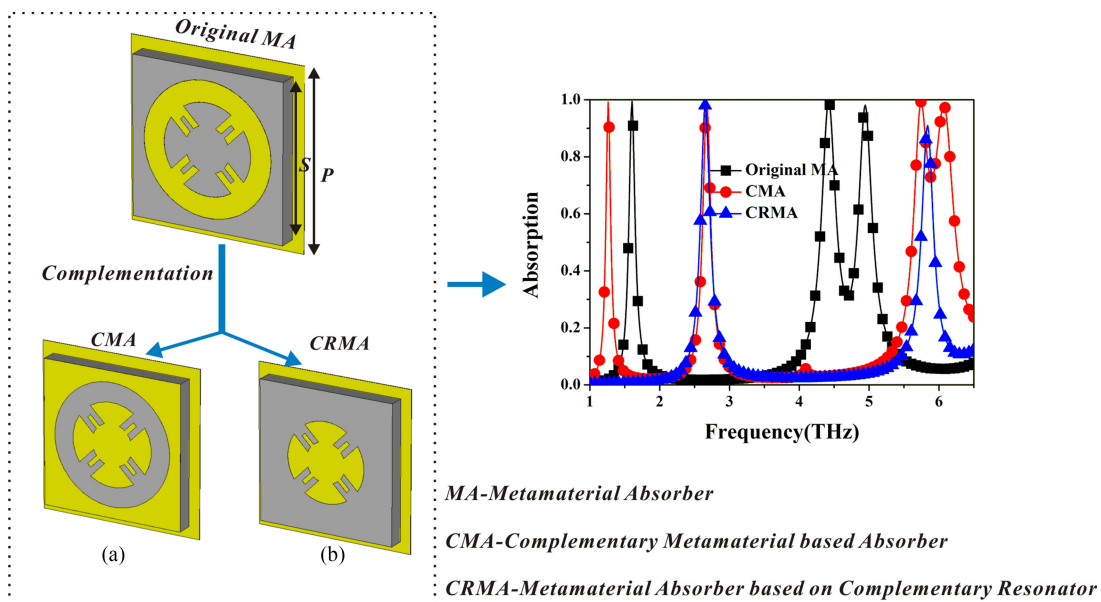 Original MA
S
P
Complementation
CMA
CRMA
(a)
(b)
1.0
0.8
0.6
0.4
0.2
0.0
Absorption
Original MA
CMA
CRMA
1 2 3 4 5 6
Frequency(THz)
MA-Metamaterial Absorber
CMA-Complementary Metamaterial based Absorber
CRMA-Metamaterial Absorber based on Complementary Resonator